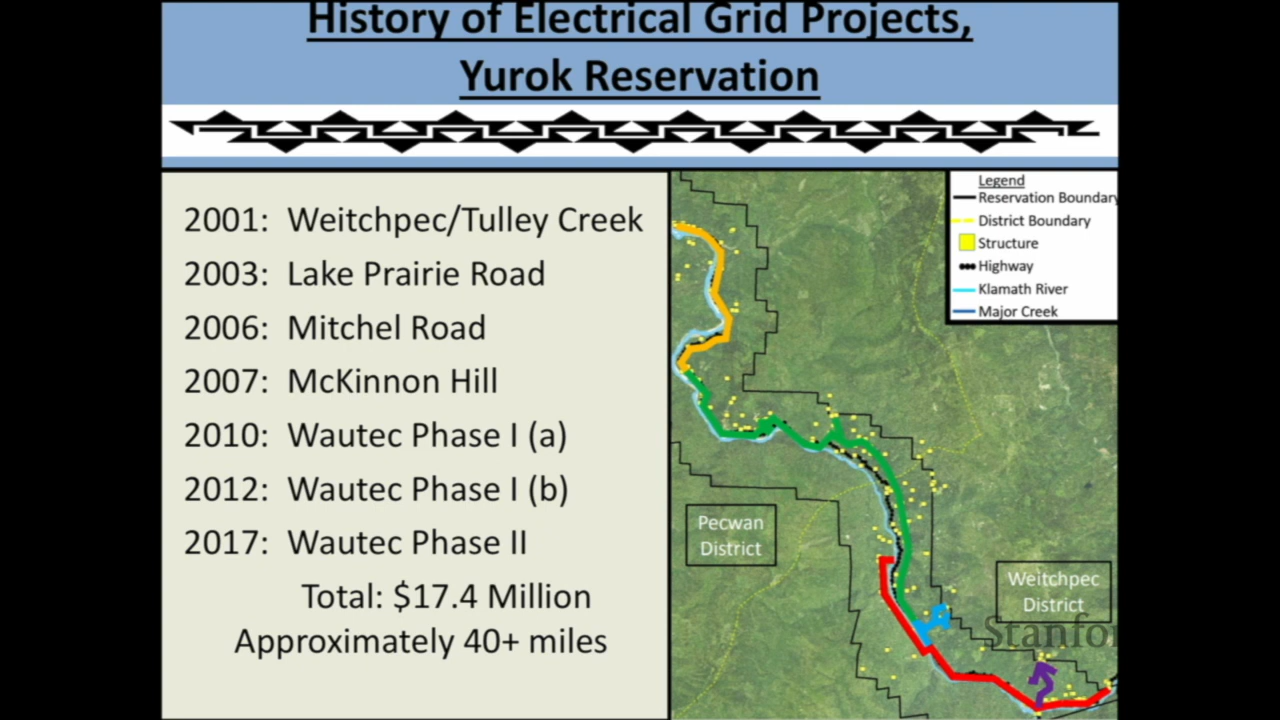 History of Electrical Grid Projects,
Yurok Reservation
2001: Weitchpec/Tulley Creek
2003: Lake Prairie Road
2006: Mitchel Road
2007: McKinnon Hill
2010: Wautec Phase I (a)
2012: Wautec Phase I (b)
2017: Wautec Phase II
Total: $17.4 Million
Approximately 40+ miles
Legend
Reservation Boundary
District Boundary
Structure
Highway
Klamath River
Major Creek
Pecwan
District
Weitchpec
District
Stanfor